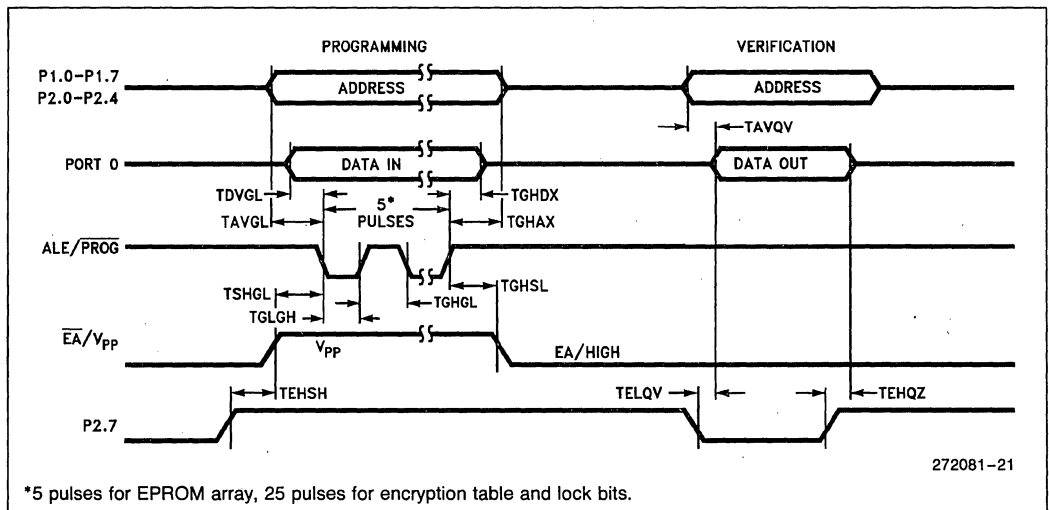 PROGRAMMING
VERIFICATION
P1.0–P1.7
P2.0–P2.4
ADDRESS
ADDRESS
TAVQV
PORT 0
DATA IN
DATA OUT
TDVGL
5*
PULSES
TGHDX
TAVGL
TGHAX
ALE/PROG
TSHGL
TGHGL
TGHSL
TGLGH
EA/VPP
VPP
EA/HIGH
TEHSH
TELQV
TEHQZ
P2.7
272081–21
*5 pulses for EPROM array, 25 pulses for encryption table and lock bits.